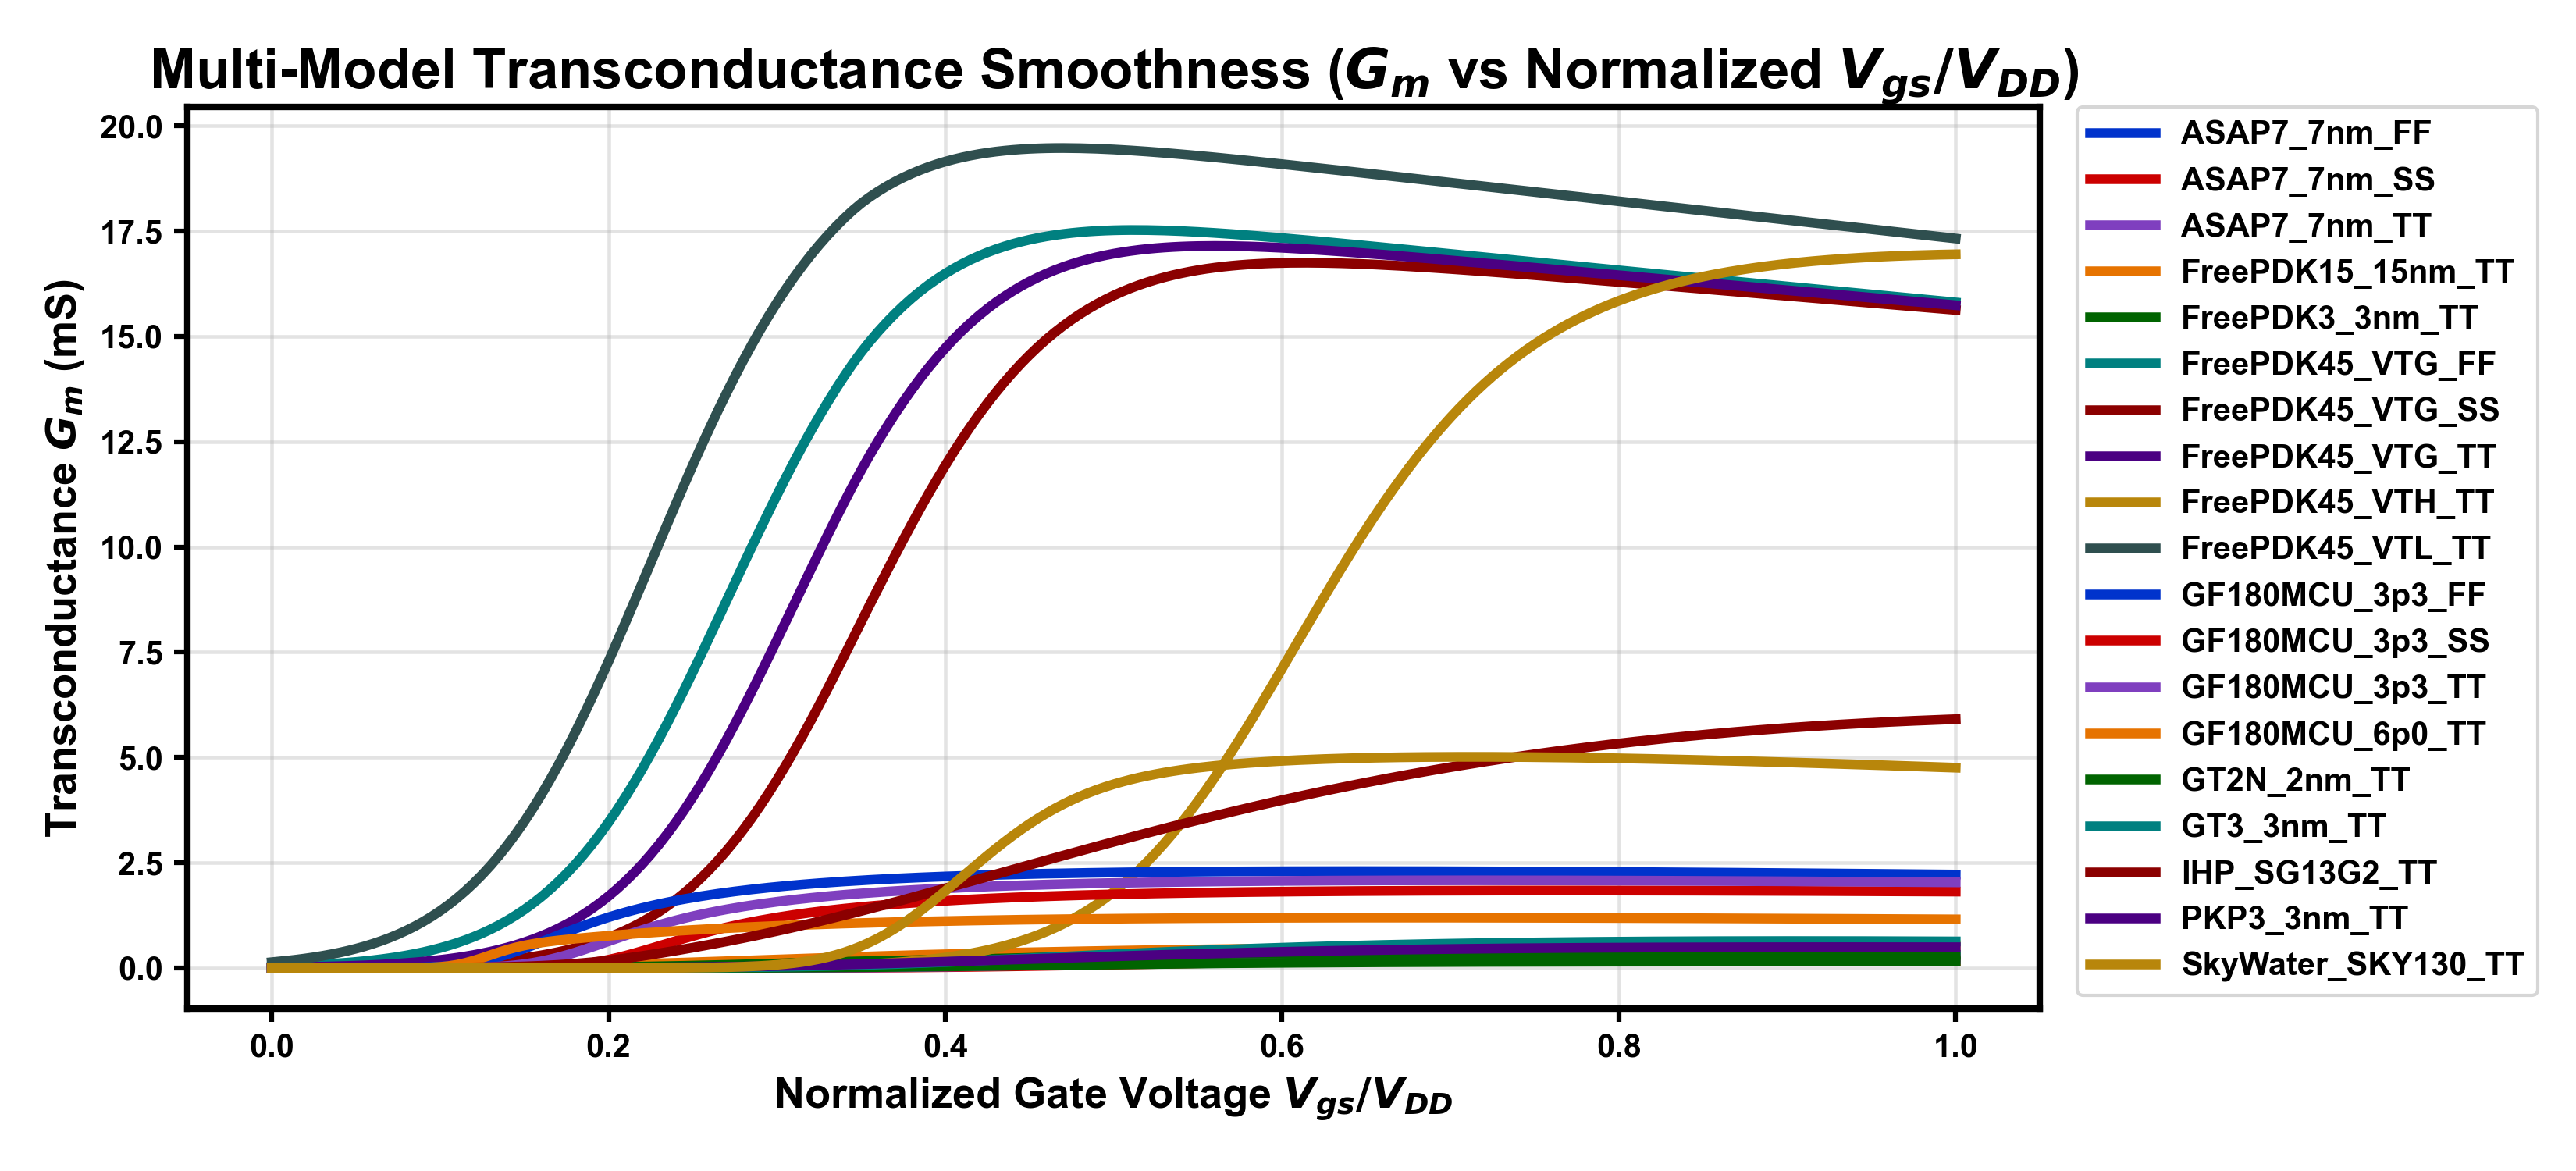 Multi-Model Transconductance Smoothness (Gm vs Normalized Vgs/VDD)
Transconductance Gm (mS)
20.0
17.5
15.0
12.5
10.0
7.5
5.0
2.5
0.0
0.0 0.2 0.4 0.6 0.8 1.0
Normalized Gate Voltage Vgs/VDD
ASAP7_7nm_FF
ASAP7_7nm_SS
ASAP7_7nm_TT
FreePDK15_15nm_TT
FreePDK3_3nm_TT
FreePDK45_VTG_FF
FreePDK45_VTG_SS
FreePDK45_VTG_TT
FreePDK45_VTH_TT
FreePDK45_VTL_TT
GF180MCU_3p3_FF
GF180MCU_3p3_SS
GF180MCU_3p3_TT
GF180MCU_6p0_TT
GT2N_2nm_TT
GT3_3nm_TT
IHP_SG13G2_TT
PKP3_3nm_TT
SkyWater_SKY130_TT